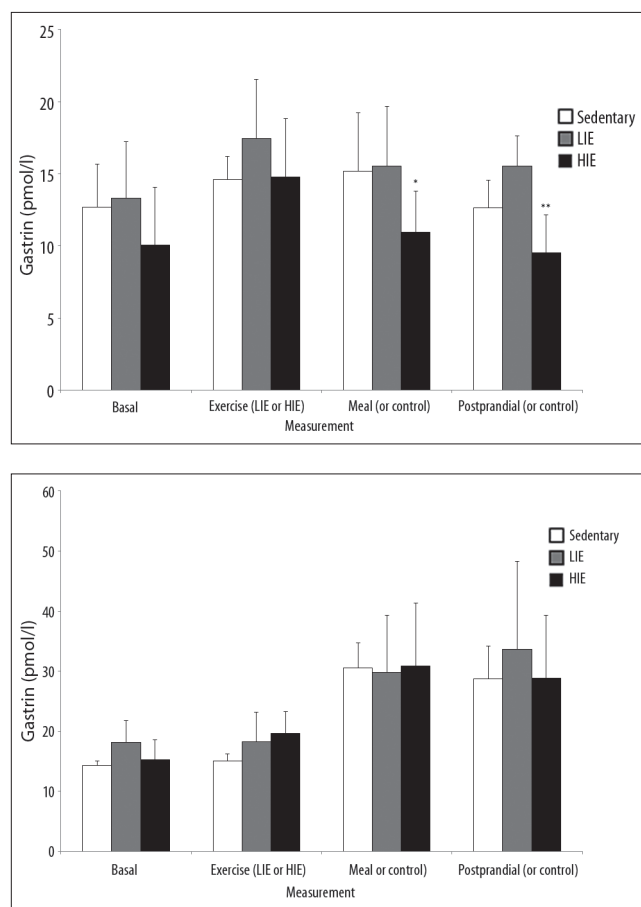 25
20
15
10
5
0
Gastrin (pmol/l)
Sedentary
LIE
HIE
*
**
Basal
Exercise (LIE or HIE)
Meal (or control)
Postprandial (or control)
Measurement
60
50
40
30
20
10
0
Gastrin (pmol/l)
Sedentary
LIE
HIE
Basal
Exercise (LIE or HIE)
Meal or control)
Postprandial (or control)
Measurement